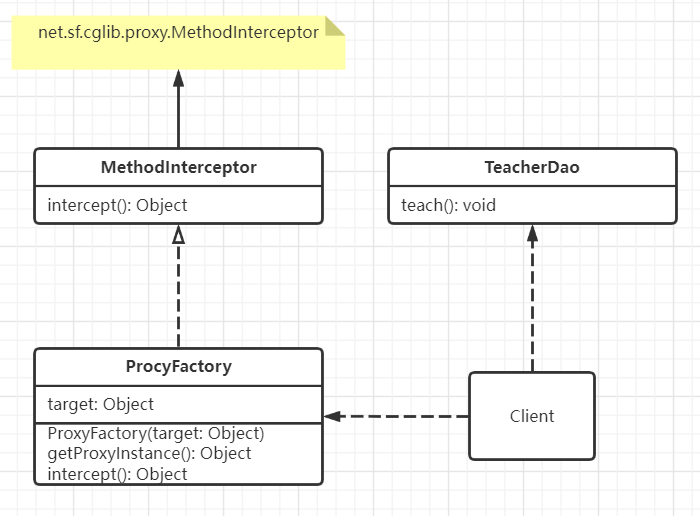 net.sf.cglib.proxy.MethodInterceptor
MethodInterceptor
intercept(): Object
TeacherDao
teach(): void
ProcyFactory
target: Object
ProxyFactory(target: Object)
getProxyInstance(): Object
intercept(): Object
Client